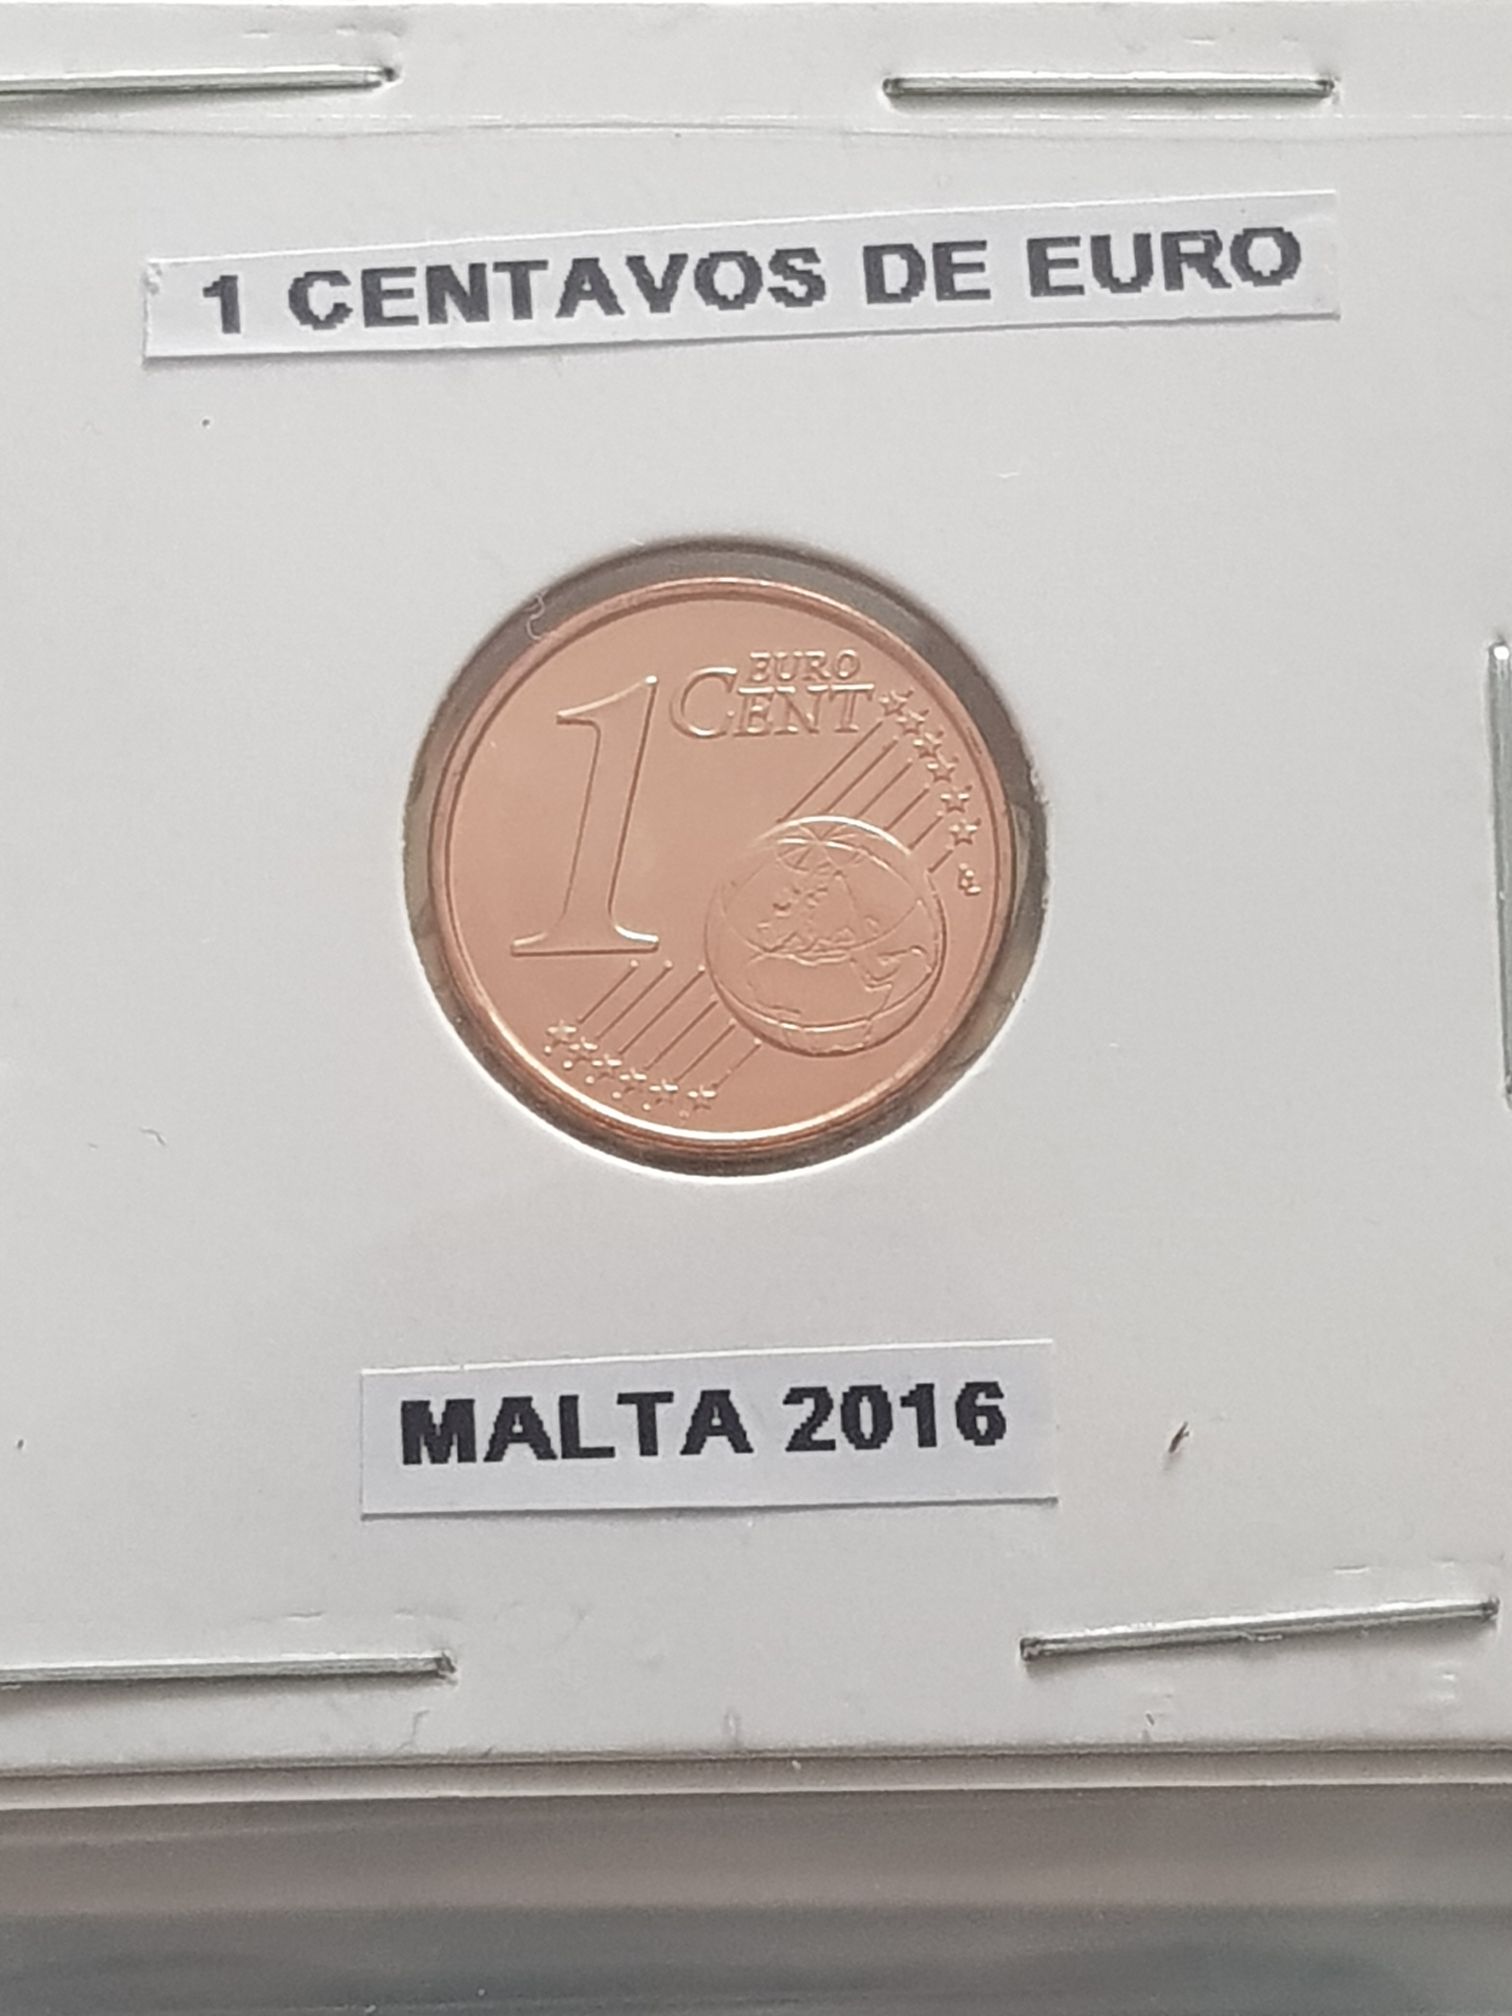 1 CENTAVOS DE EURO
1 EURO
CENT
MALTA 2016